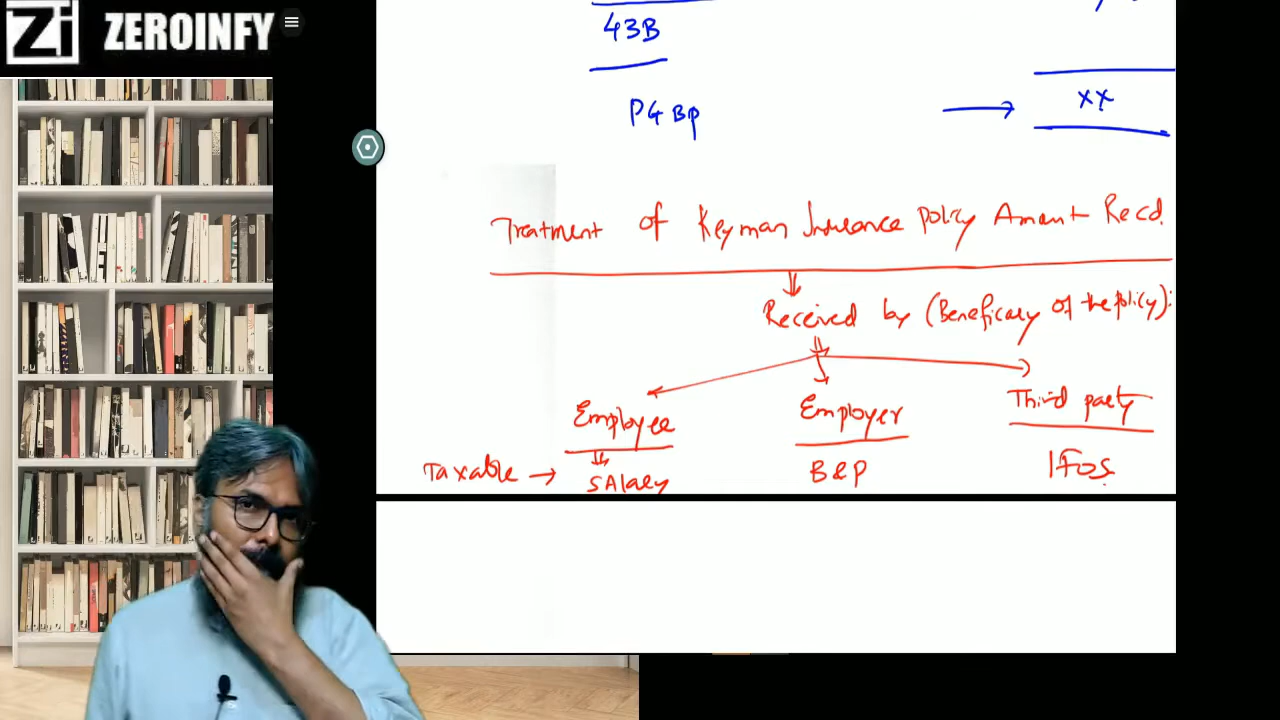 Zi ZEROINFY
43B
PGBP
→ xx
Treatment of Keyman Insurance Policy Amount Recd.
Received by (Beneficary of the policy):
Employee Employer Third party
Taxable → SAlary B&P IFOS